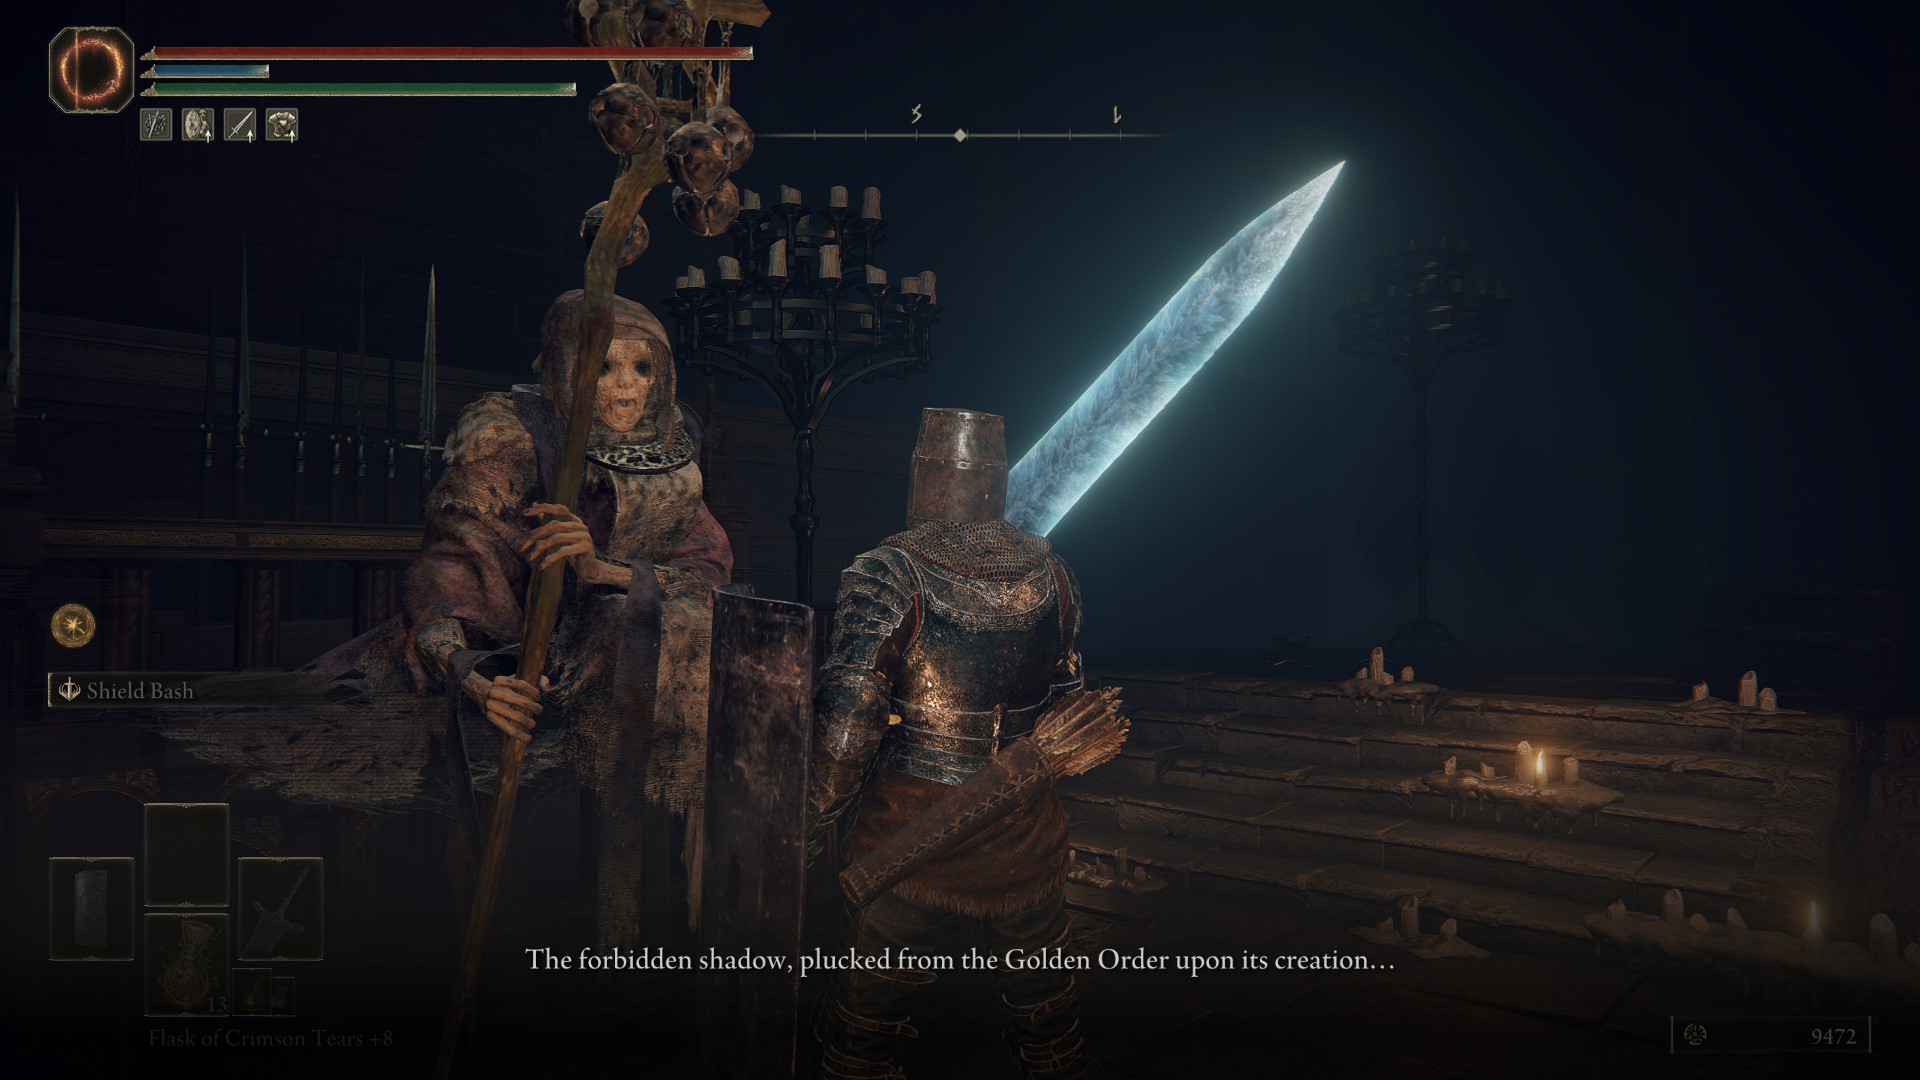 Shield Bash
The forbidden shadow, plucked from the Golden Order upon its creation...
13
Flask of Crimson Tears +8
9472